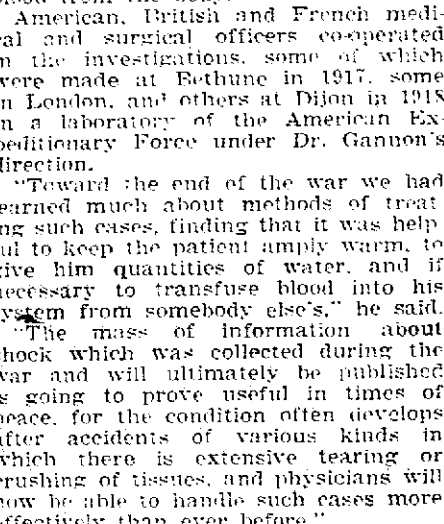 American, British and French medi-
cal and surgical officers co-operated
in the investigations, some of which
were made at Bethune in 1917, some
in London, and others at Dijon in 1918
in a laboratory of the American Ex-
peditionary Force under Dr. Gannon's
direction.
"Toward the end of the war we had
learned much about methods of treat
ing such cases, finding that it was help
ful to keep the patient amply warm, to
give him quantities of water, and if
necessary to transfuse blood into his
system from somebody else's," he said.
"The mass of information about
shock which was collected during the
war and will ultimately be published
is going to prove useful in times of
peace, for the condition often develops
after accidents of various kinds in
which there is extensive tearing or
crushing of tissues, and physicians will
now be able to handle such cases more
effectively than ever before."